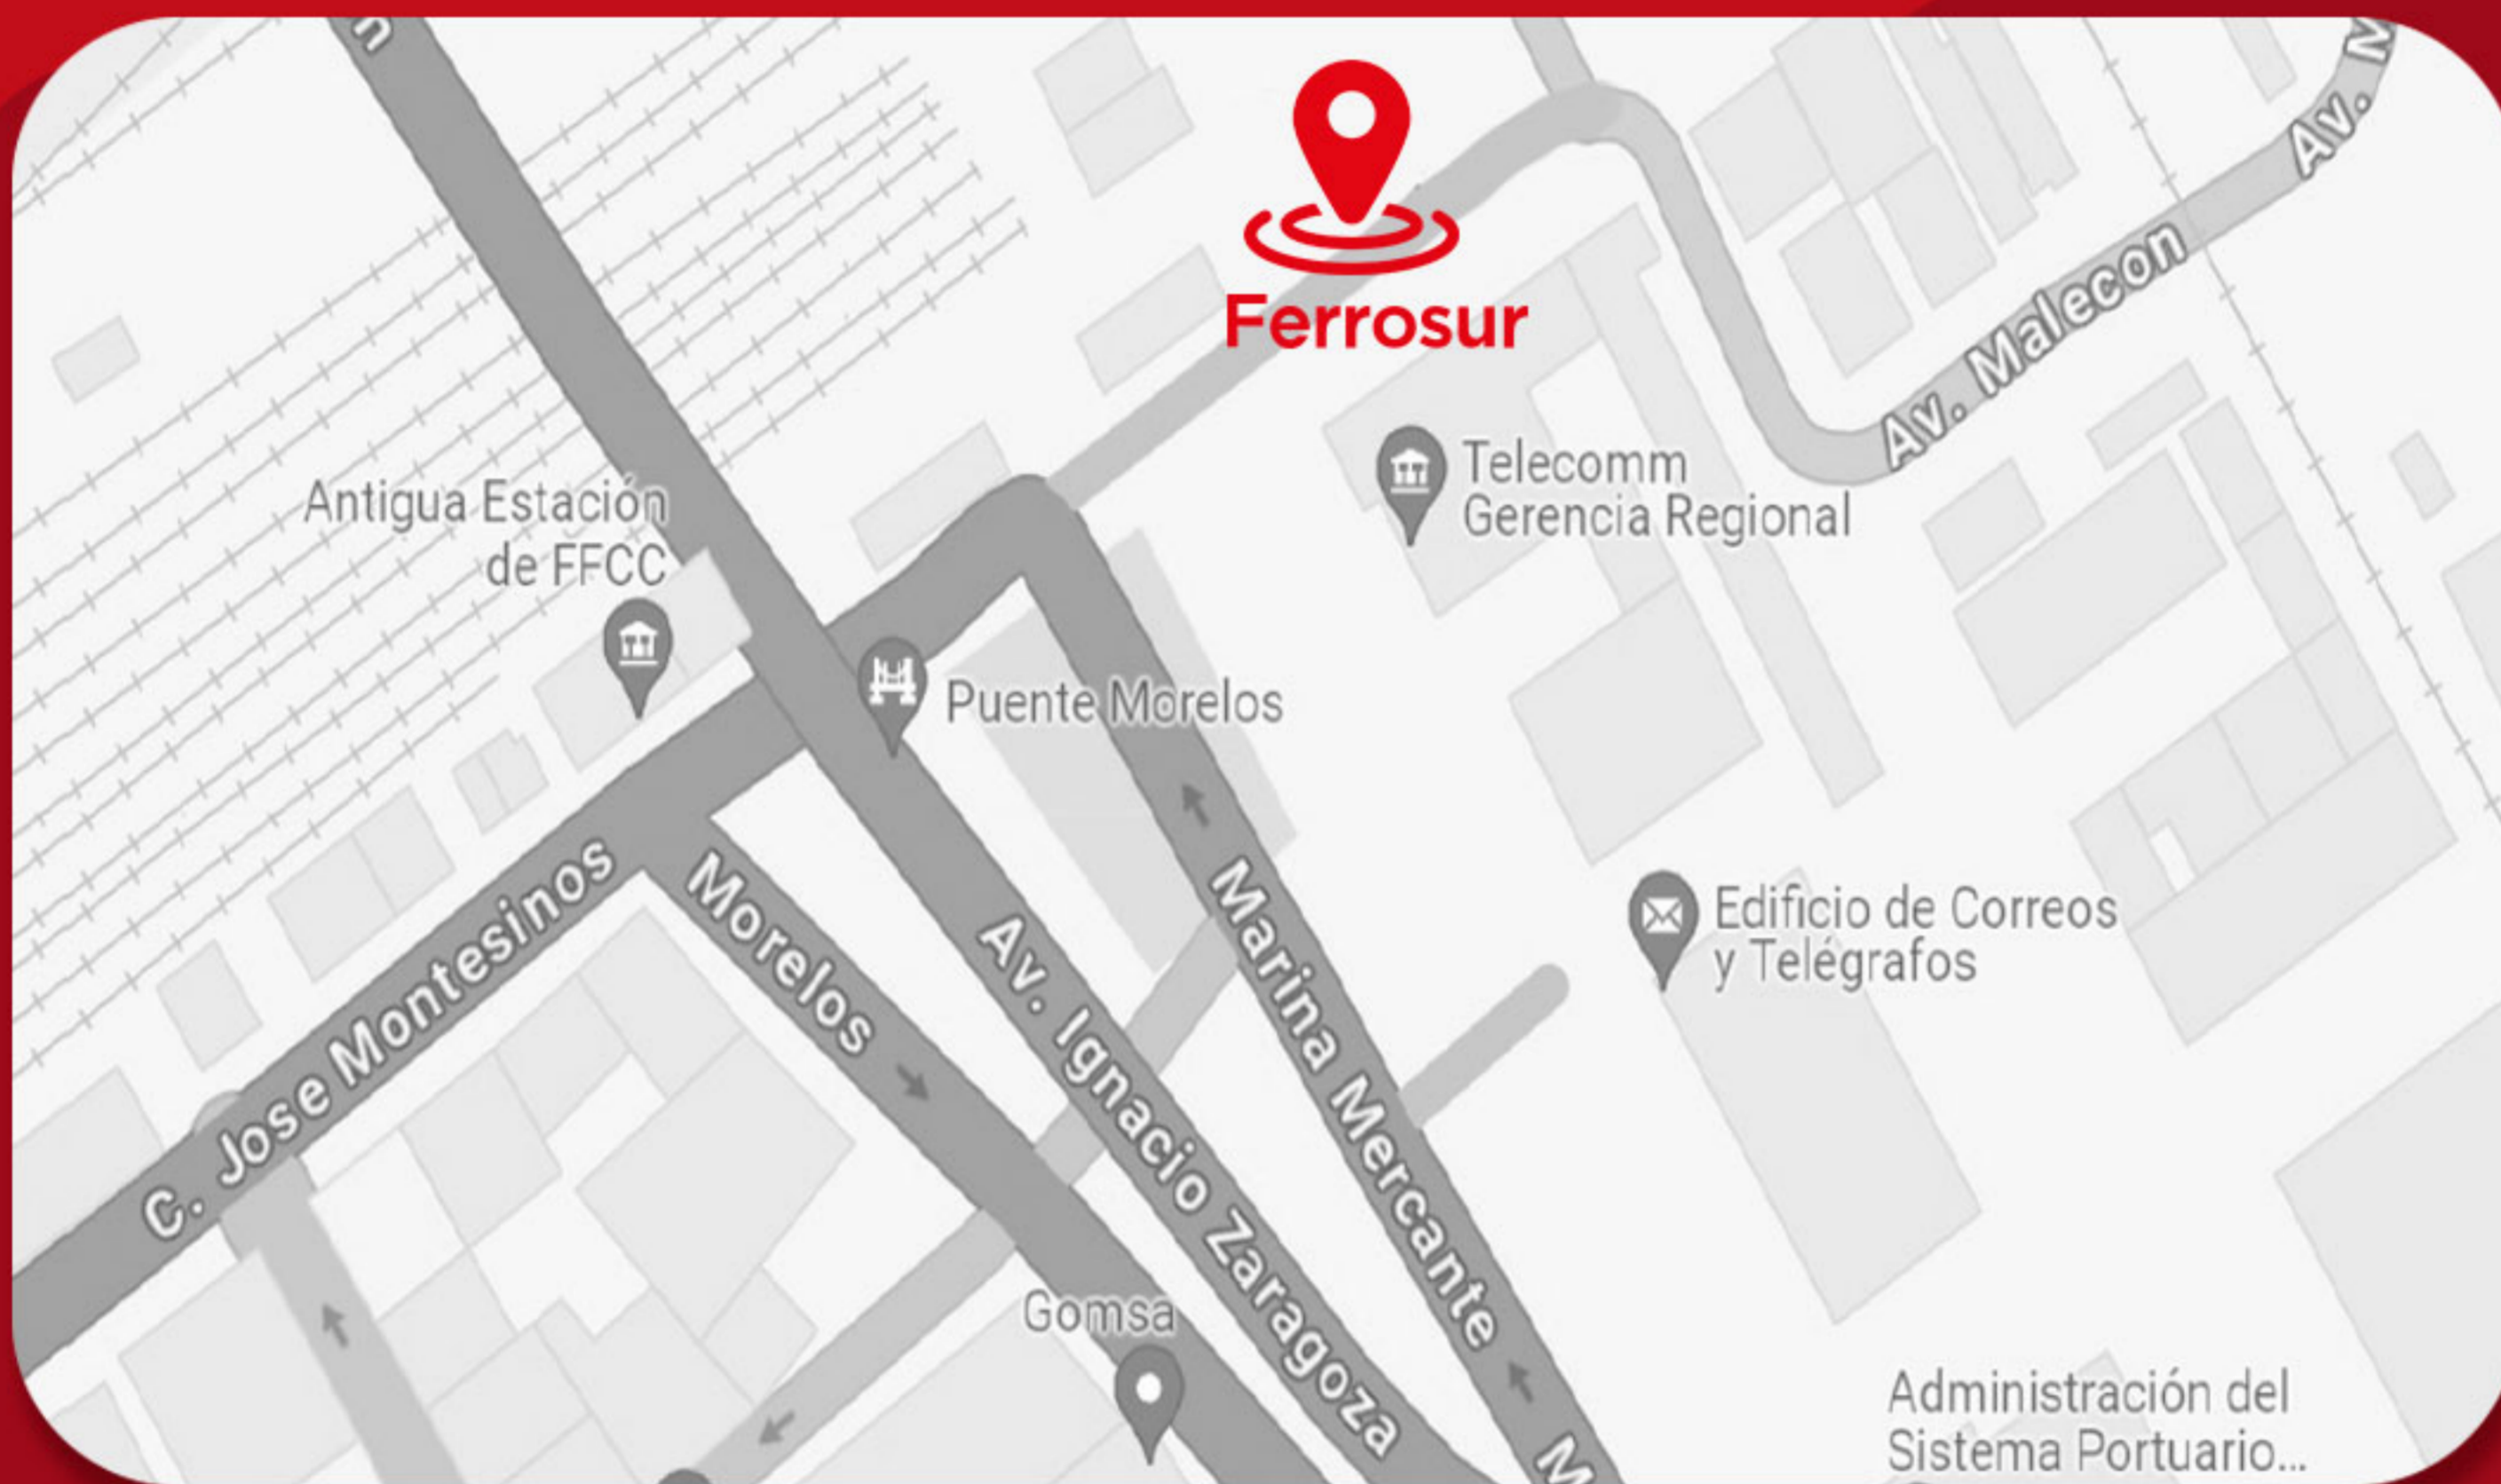 n
Av. M
Ferrosur
Av. Malecon
Telecomm
Gerencia Regional
Antigua Estación
de FFCC
Puente Morelos
C. Jose Montesinos
Morelos
Av. Ignacio Zaragoza
Marina Mercante
Edificio de Correos
y Telégrafos
Gomsa
Administración del
Sistema Portuario...
M